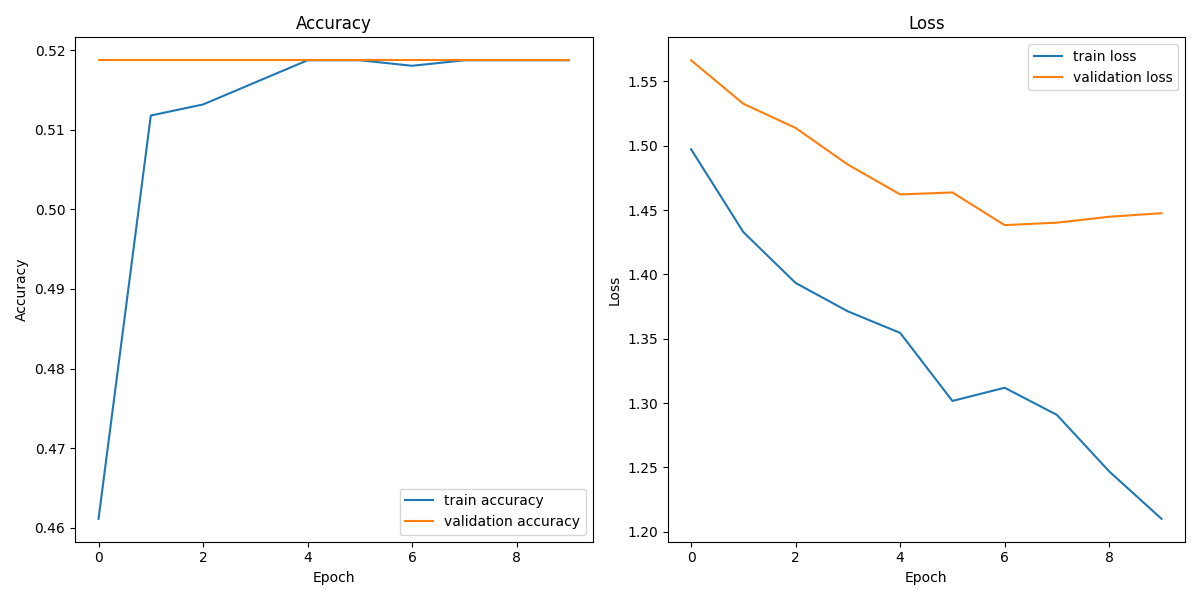 Accuracy
0.52
0.51
0.50
0.49
0.48
0.47
0.46
Accuracy
0 2 4 6 8
Epoch
train accuracy
validation accuracy
Loss
1.55
1.50
1.45
1.40
1.35
1.30
1.25
1.20
Loss
0 2 4 6 8
Epoch
train loss
validation loss